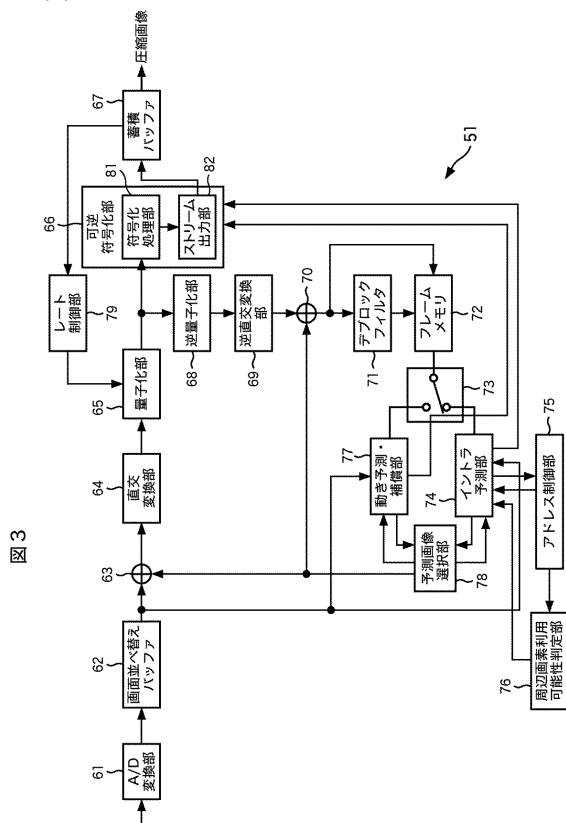 図３
51
61
A/D
変換部
62
画面並べ替え
バッファ
63
64
直交
変換部
65
量子化部
79
レート
制御部
66
可逆
符号化部
81
符号化
処理部
82
ストリーム
出力部
67
蓄積
バッファ
圧縮画像
68
逆量子化部
69
逆直交変換
部
70
71
デブロック
フィルタ
72
フレーム
メモリ
73
77
動き予測・
補償部
74
イントラ
予測部
78
予測画像
選択部
75
アドレス制御部
76
周辺画素利用
可能性判定部